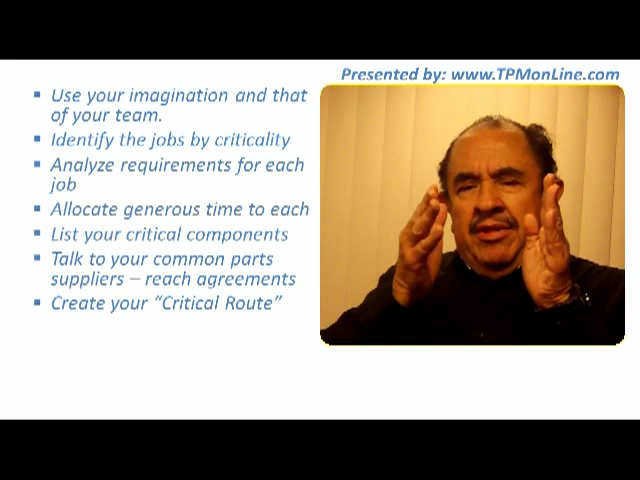 Presented by: www.TPMonLine.com
▪ Use your imagination and that
of your team.
▪ Identify the jobs by criticality
▪ Analyze requirements for each
job
▪ Allocate generous time to each
▪ List your critical components
▪ Talk to your common parts
suppliers – reach agreements
▪ Create your “Critical Route”